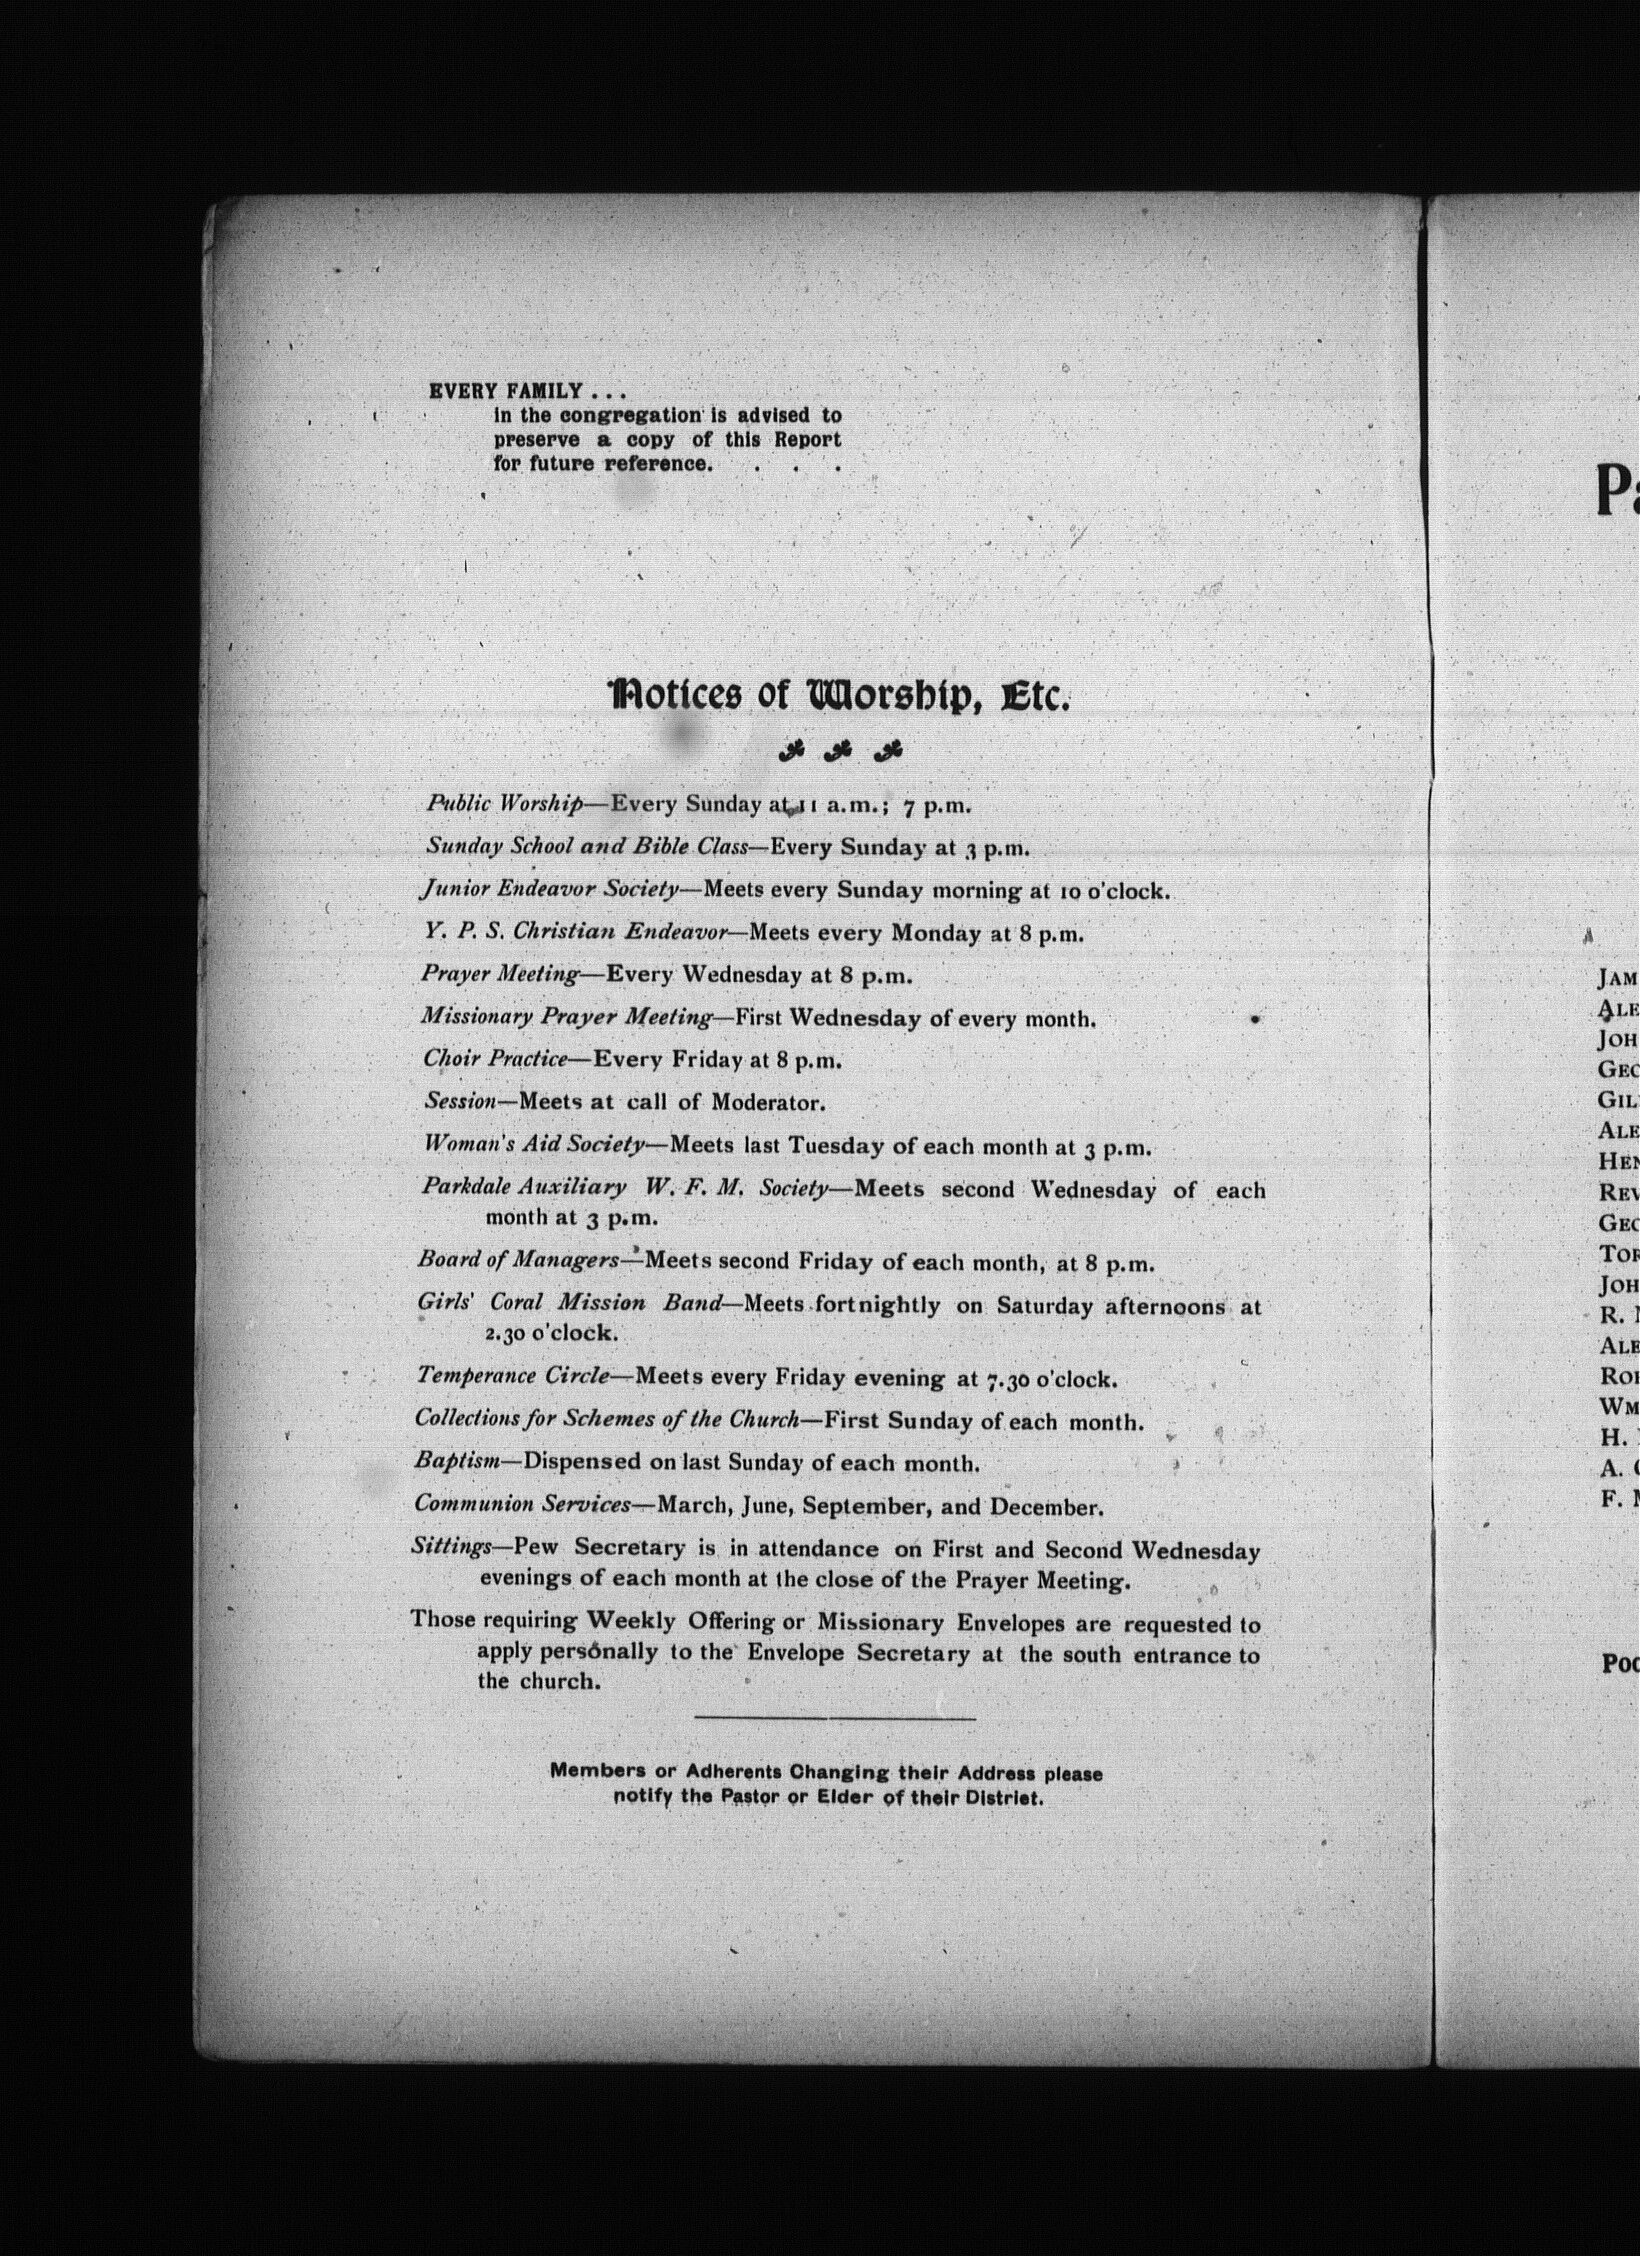 EVERY FAMILY . . .
in the congregation is advised to
preserve a copy of this Report
for future reference. . . .
Notices of Worship, Etc.
Public Worship—Every Sunday at 11 a.m.; 7 p.m.
Sunday School and Bible Class—Every Sunday at 3 p.m.
Junior Endeavor Society—Meets every Sunday morning at 10 o'clock.
Y. P. S. Christian Endeavor—Meets every Monday at 8 p.m.
Prayer Meeting—Every Wednesday at 8 p.m.
Missionary Prayer Meeting—First Wednesday of every month.
Choir Practice—Every Friday at 8 p.m.
Session—Meets at call of Moderator.
Woman's Aid Society—Meets last Tuesday of each month at 3 p.m.
Parkdale Auxiliary W. F. M. Society—Meets second Wednesday of each
month at 3 p.m.
Board of Managers—Meets second Friday of each month, at 8 p.m.
Girls' Coral Mission Band—Meets fortnightly on Saturday afternoons at
2.30 o'clock.
Temperance Circle—Meets every Friday evening at 7.30 o'clock.
Collections for Schemes of the Church—First Sunday of each month.
Baptism—Dispensed on last Sunday of each month.
Communion Services—March, June, September, and December.
Sittings—Pew Secretary is in attendance on First and Second Wednesday
evenings of each month at the close of the Prayer Meeting.
Those requiring Weekly Offering or Missionary Envelopes are requested to
apply personally to the Envelope Secretary at the south entrance to
the church.
Members or Adherents Changing their Address please
notify the Pastor or Elder of their District.